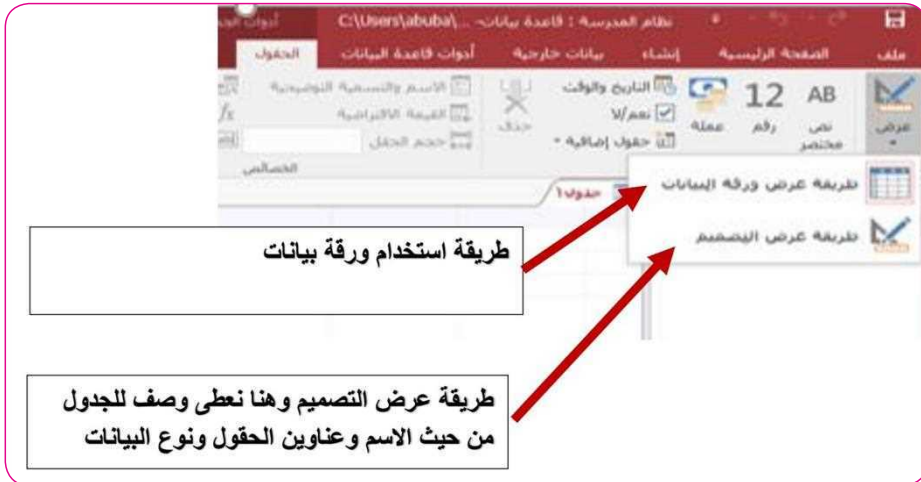 نظام المدرسة : قاعدة بيانات- ...\C:\Users\abuba
أدوات
ملف
الصفحة الرئيسية
إنشاء
بيانات خارجية
أدوات قاعدة البيانات
الحقول
عرض
AB
نص
مختصر
12
رقم
عملة
التاريخ والوقت
نعم/لا
حقول إضافية
حذف
الاسم والتسمية التوضيحية
القيمة الافتراضية
حجم الحقل
fx
الخصائص
طريقة عرض ورقة البيانات
طريقة عرض التصميم
جدول١
طريقة استخدام ورقة بيانات
طريقة عرض التصميم وهنا نعطى وصف للجدول
من حيث الاسم وعناوين الحقول ونوع البيانات